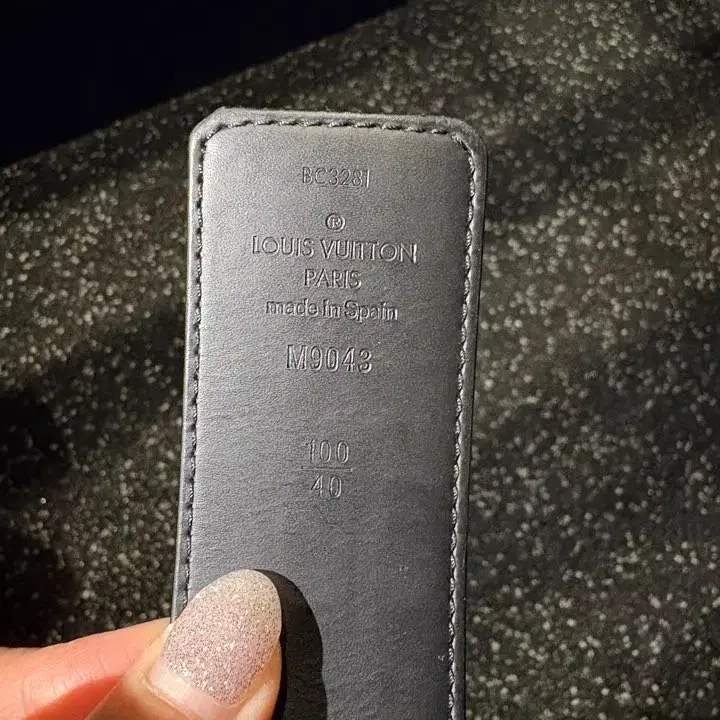 BC3281
®
LOUIS VUITTON
PARIS
made in Spain
M9043
100
40